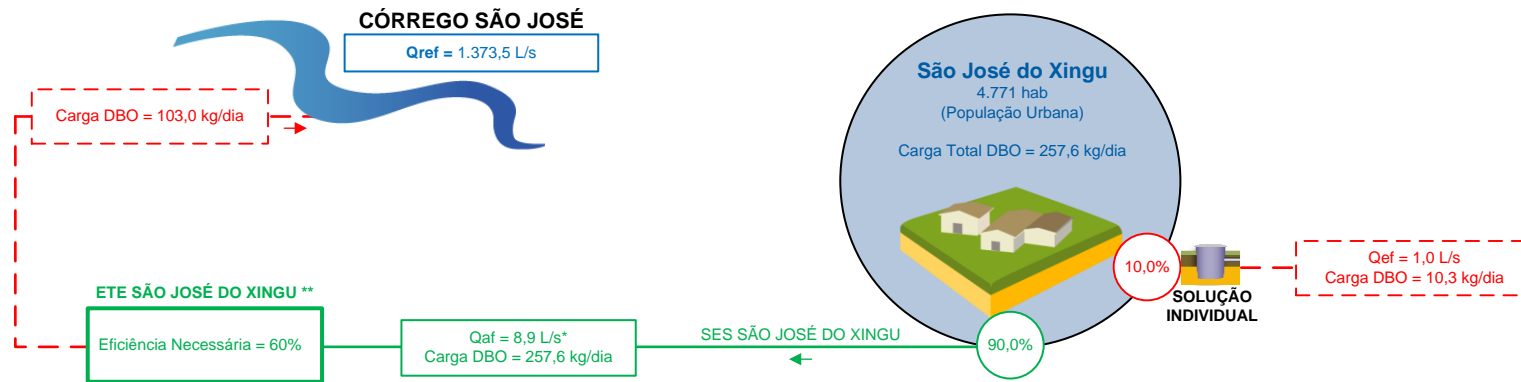 CÓRREGO SÃO JOSÉ
Qref = 1.373,5 L/s
Carga DBO = 103,0 kg/dia
São José do Xingu
4.771 hab
(População Urbana)
Carga Total DBO = 257,6 kg/dia
10,0%
SOLUÇÃO
INDIVIDUAL
Qef = 1,0 L/s
Carga DBO = 10,3 kg/dia
ETE SÃO JOSÉ DO XINGU **
Eficiência Necessária = 60%
Qaf = 8,9 L/s*
Carga DBO = 257,6 kg/dia
SES SÃO JOSÉ DO XINGU
90,0%